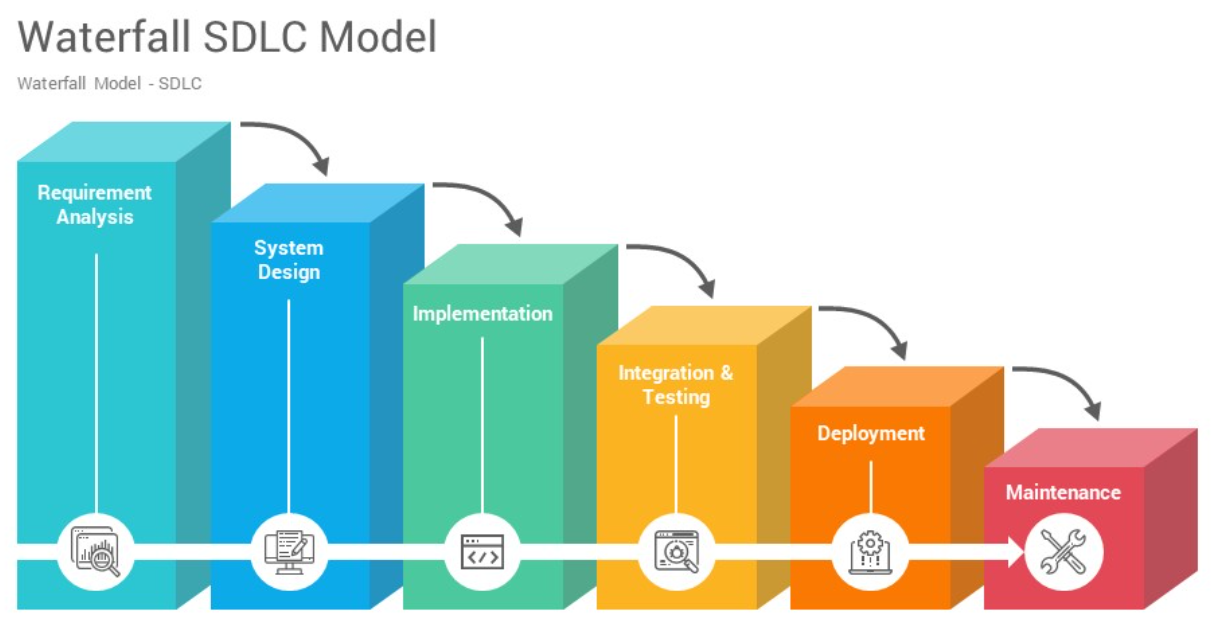 Waterfall SDLC Model
Waterfall Model - SDLC
Requirement
Analysis
System
Design
Implementation
Integration &
Testing
Deployment
Maintenance